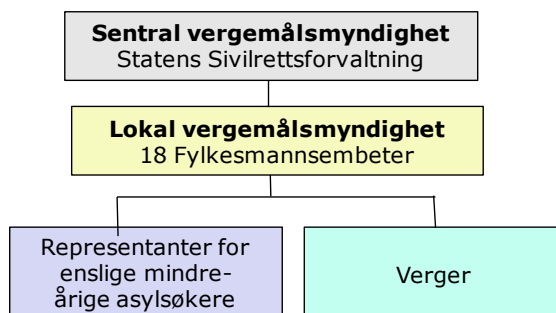 Sentral vergemålsmyndighet
Statens Sivilrettsforvaltning
Lokal vergemålsmyndighet
18 Fylkesmannsembeter
Representanter for
enslige mindre-
årige asylsøkere
Verger